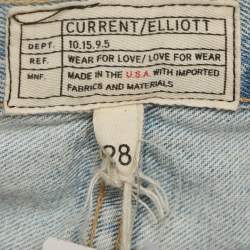 CURRENT/ELLIOTT
DEPT. 10.15.9.5
REF. WEAR FOR LOVE/ LOVE FOR WEAR
MNF. MADE IN THE U.S.A. WITH IMPORTED
FABRICS AND MATERIALS
28